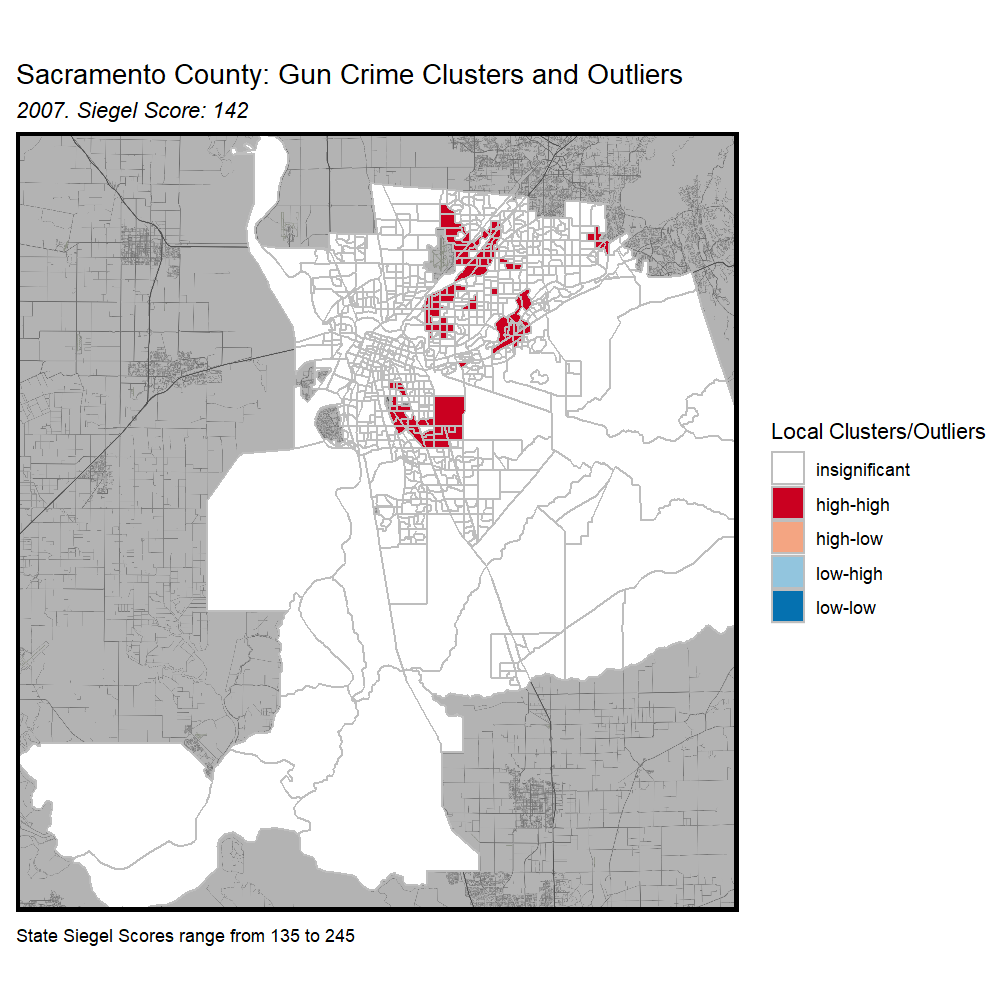 Sacramento County: Gun Crime Clusters and Outliers
2007. Siegel Score: 142
Local Clusters/Outliers
insignificant
high-high
high-low
low-high
low-low
State Siegel Scores range from 135 to 245